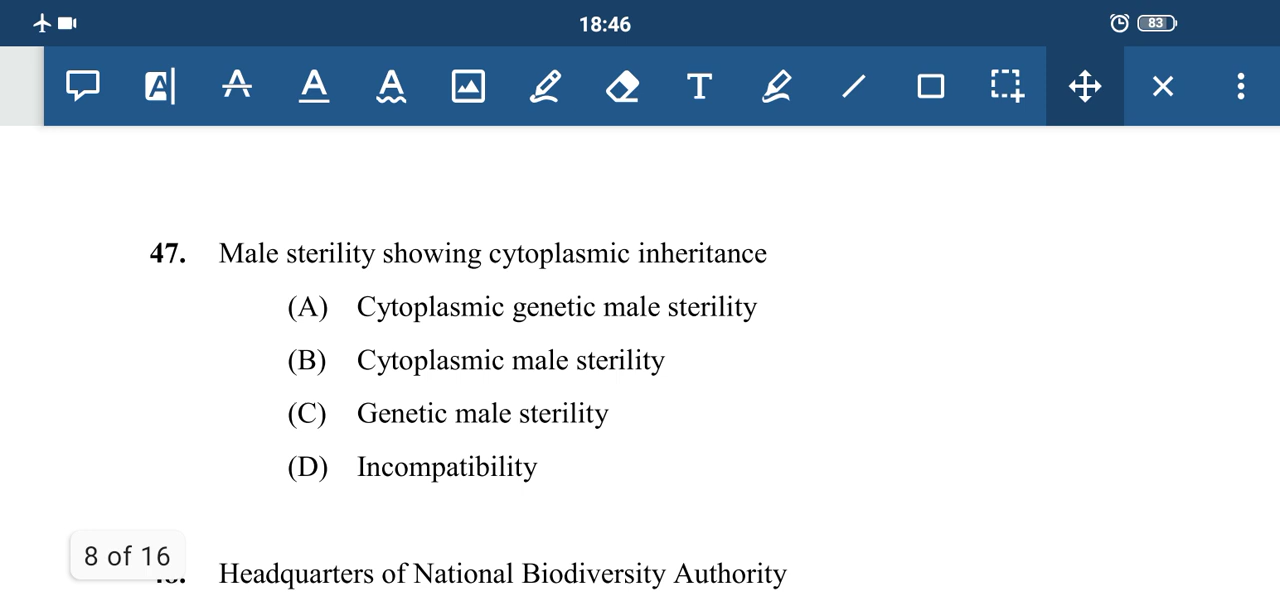 18:46
83
A
A
A
A
T
47. Male sterility showing cytoplasmic inheritance
(A) Cytoplasmic genetic male sterility
(B) Cytoplasmic male sterility
(C) Genetic male sterility
(D) Incompatibility
8 of 16
Headquarters of National Biodiversity Authority